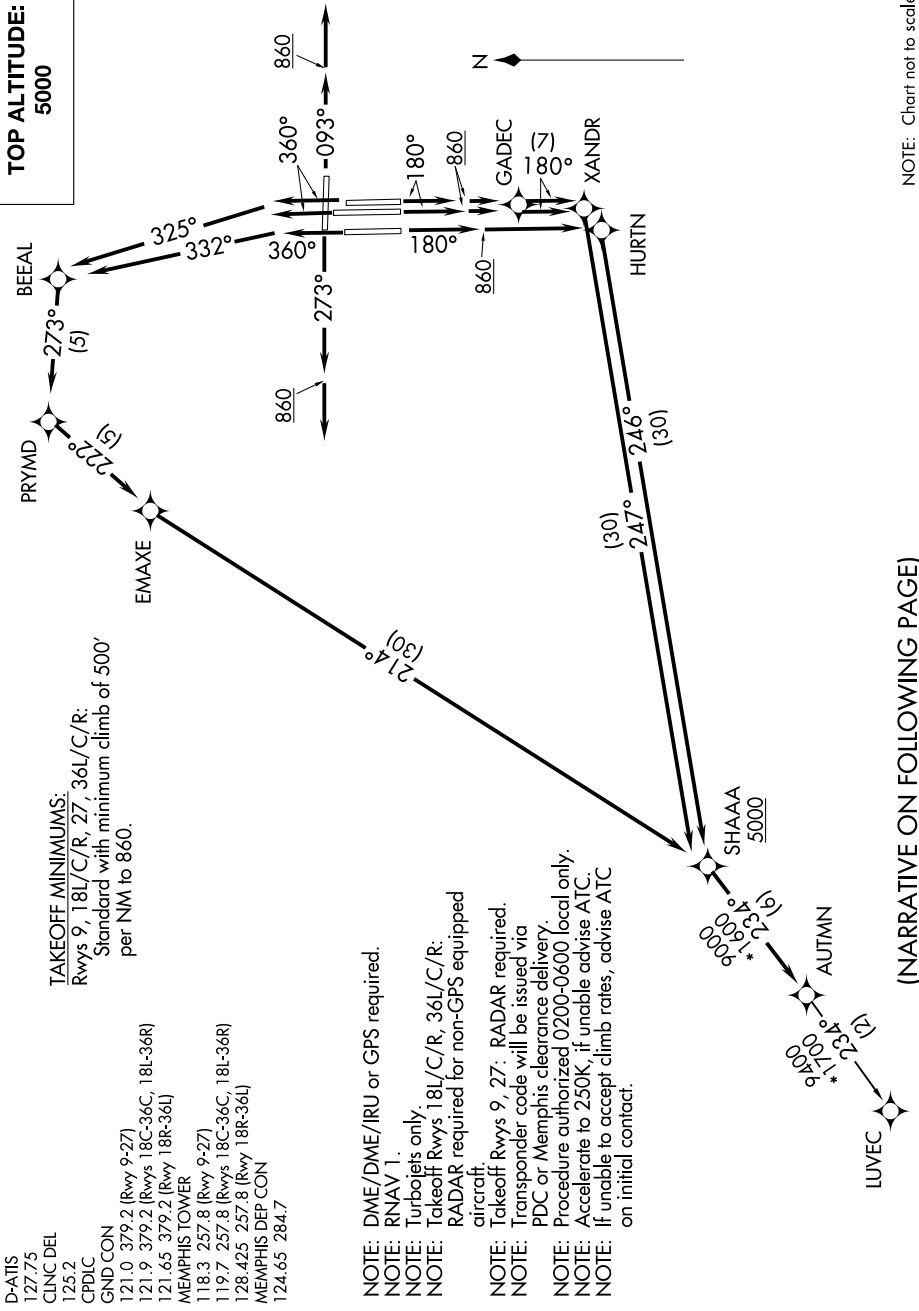 TOP ALTITUDE:
5000
D-ATIS
127.75
CLNC DEL
125.2
CPDLC
GND CON
121.0 379.2 (Rwy 9-27)
121.9 379.2 (Rwys 18C-36C, 18L-36R)
121.65 379.2 (Rwy 18R-36L)
MEMPHIS TOWER
118.3 257.8 (Rwy 9-27)
119.7 257.8 (Rwys 18C-36C, 18L-36R)
128.425 257.8 (Rwy 18R-36L)
MEMPHIS DEP CON
124.65 284.7
TAKEOFF MINIMUMS:
Rwys 9, 18L/C/R, 27, 36L/C/R:
Standard with minimum climb of 500'
per NM to 860.
BEEAL
273°
(5)
PRYMD
222°
(5)
EMAXE
214°
(30)
325°
332°
360°
360°
093°
860
273°
860
180°
860
180°
860
N
GADEC
(7)
180°
XANDR
HURTN
246°
(30)
(30)
247°
SHAAA
5000
9000
*1600
234°
(6)
AUTMN
9400
*1700
234°
(2)
LUVEC
NOTE: DME/DME/IRU or GPS required.
NOTE: RNAV 1.
NOTE: Turbojets only.
NOTE: Takeoff Rwys 18L/C/R, 36L/C/R:
RADAR required for non-GPS equipped
aircraft.
NOTE: Takeoff Rwys 9, 27: RADAR required.
NOTE: Transponder code will be issued via
PDC or Memphis clearance delivery.
NOTE: Procedure authorized 0200-0600 local only.
NOTE: Accelerate to 250K, if unable advise ATC.
NOTE: If unable to accept climb rates, advise ATC
on initial contact.
(NARRATIVE ON FOLLOWING PAGE)
NOTE: Chart not to scale